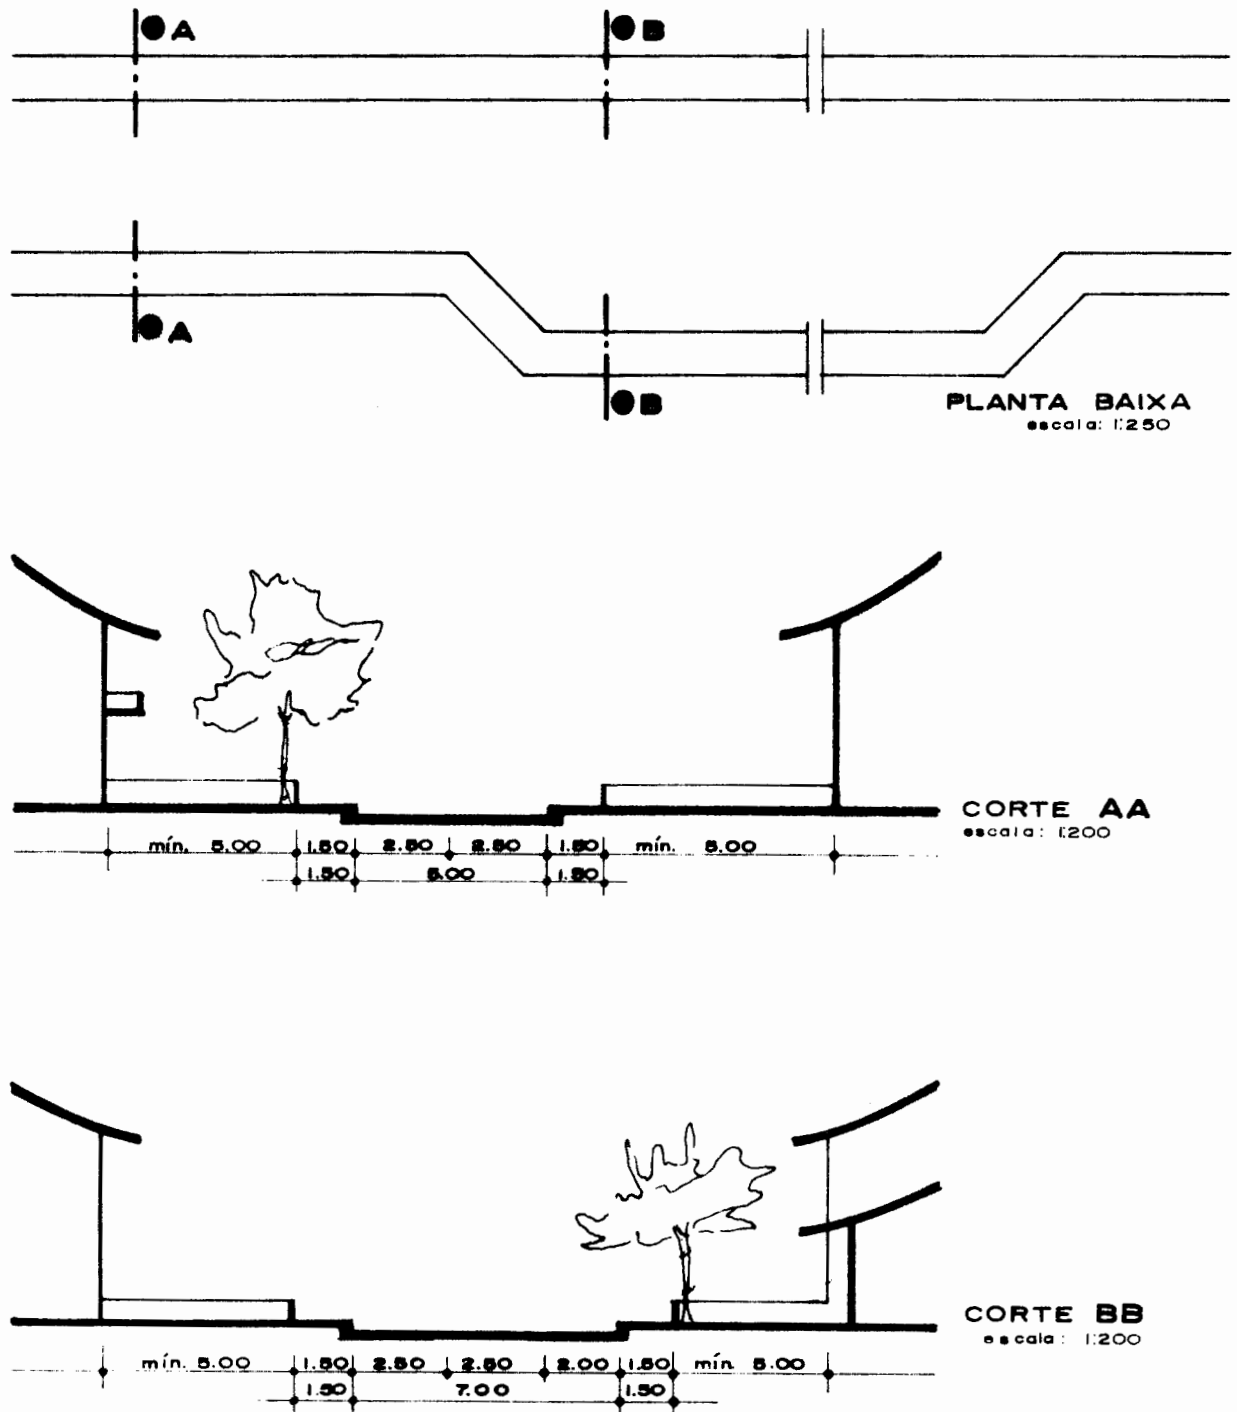 A B
A
B
PLANTA BAIXA
escala: 1:250
CORTE AA
escala: 1:200
mín. 5.00 1.50 2.50 2.50 1.50 mín. 5.00
1.50 5.00 1.50
CORTE BB
escala: 1:200
mín. 5.00 1.50 2.50 2.50 2.00 1.50 mín. 5.00
1.50 7.00 1.50